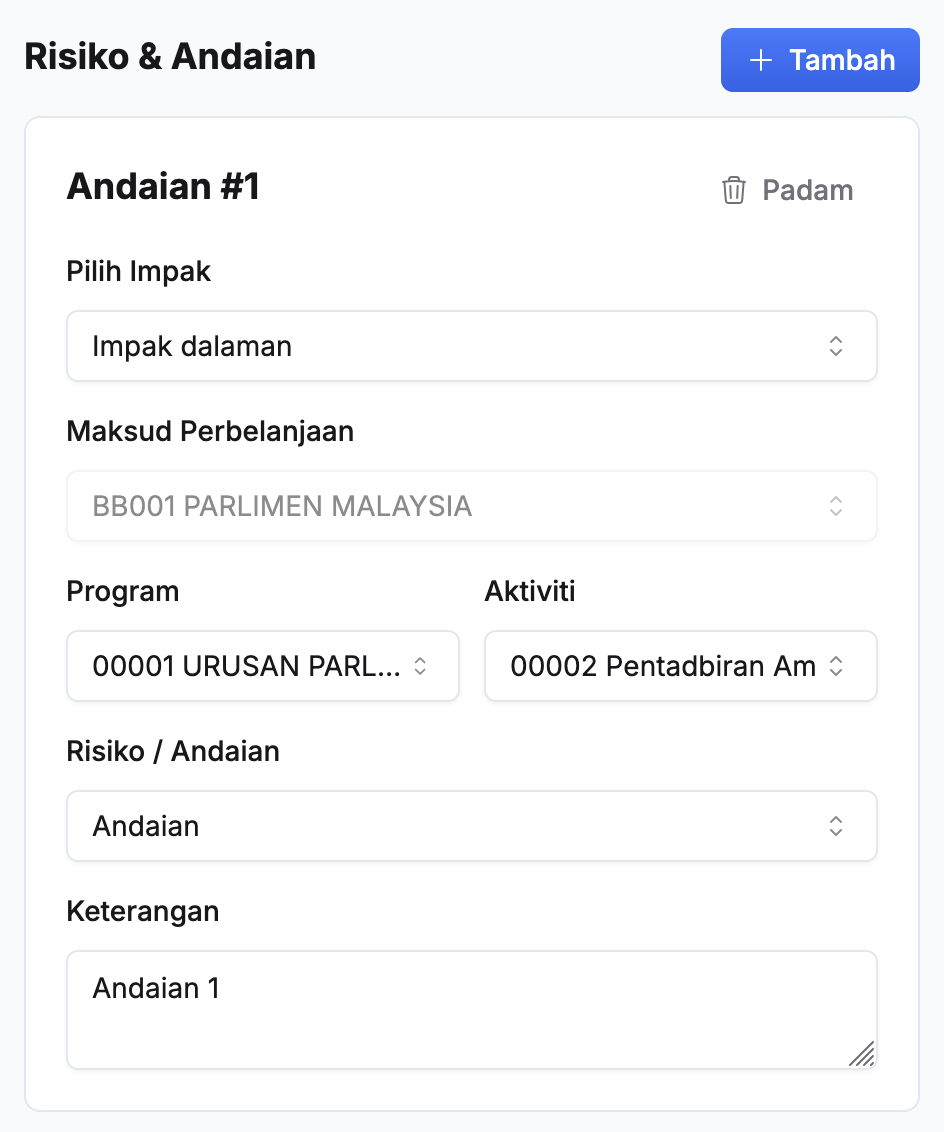 Risiko & Andaian
Tambah
Andaian #1
Padam
Pilih Impak
Impak dalaman
Maksud Perbelanjaan
BB001 PARLIMEN MALAYSIA
Program
Aktiviti
00001 URUSAN PARL...
00002 Pentadbiran Am
Risiko / Andaian
Andaian
Keterangan
Andaian 1